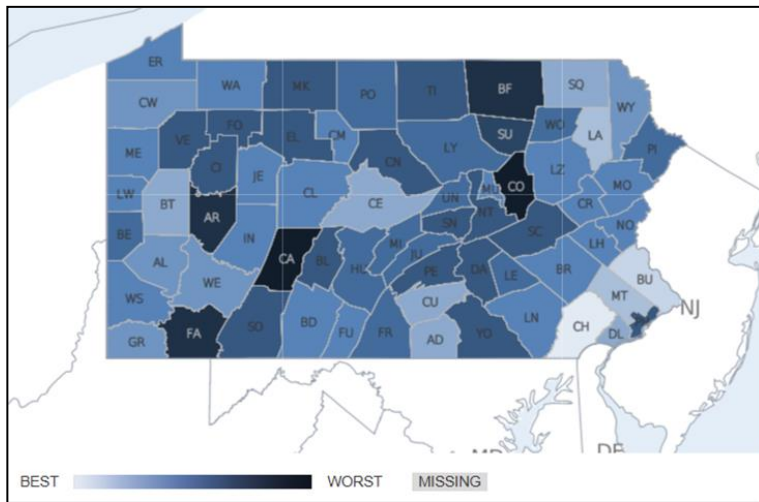 ER
WA
MK
PO
TI
BF
SQ
CW
WY
VE
FO
EL
CM
SU
WO
LA
ME
CI
JE
CN
LY
PI
LW
CL
LZ
MO
BT
AR
CE
UN
MU
CO
CR
BE
IN
SN
NT
SC
NO
AL
CA
BL
HU
MI
JU
DA
LH
WE
PE
LE
BR
BU
WS
CU
MT
NJ
GR
FA
SO
BD
FU
FR
AD
YO
LN
CH
DL
MD
DE
BEST WORST MISSING